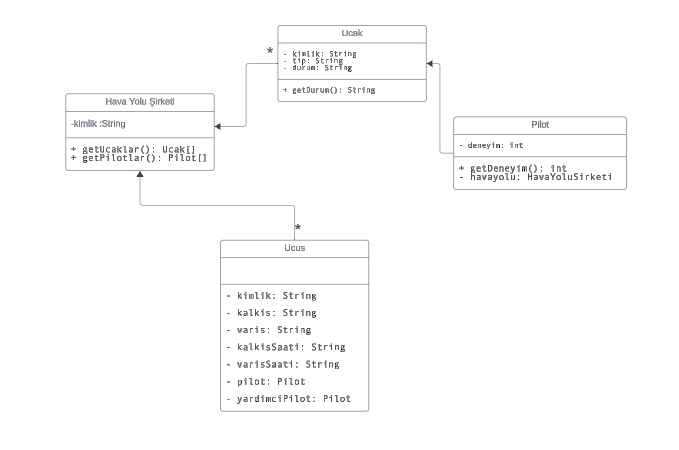 Ucak
- kimlik: String
- tip: String
- durum: String
+ getDurum(): String
*
Hava Yolu Şirketi
-kimlik :String
+ getUcaklar(): Ucak[]
+ getPilotlar(): Pilot[]
Pilot
- deneyim: int
+ getDeneyim(): int
- havayolu: HavaYoluSirketi
*
Ucus
- kimlik: String
- kalkis: String
- varis: String
- kalkisSaati: String
- varisSaati: String
- pilot: Pilot
- yardimciPilot: Pilot